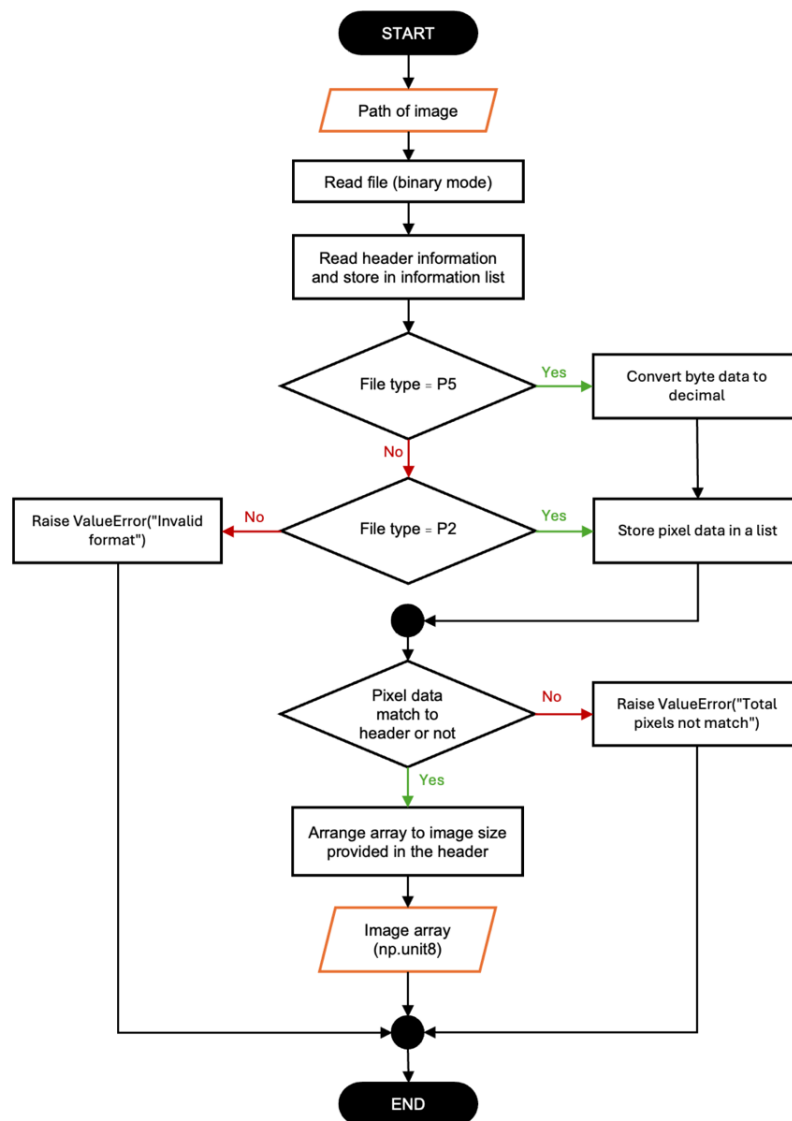 START
Path of image
Read file (binary mode)
Read header information
and store in information list
File type = P5
Yes
Convert byte data to
decimal
No
Raise ValueError("Invalid
format")
No
File type = P2
Yes
Store pixel data in a list
Pixel data
match to
header or not
No
Raise ValueError("Total
pixels not match")
Yes
Arrange array to image size
provided in the header
Image array
(np.unit8)
END